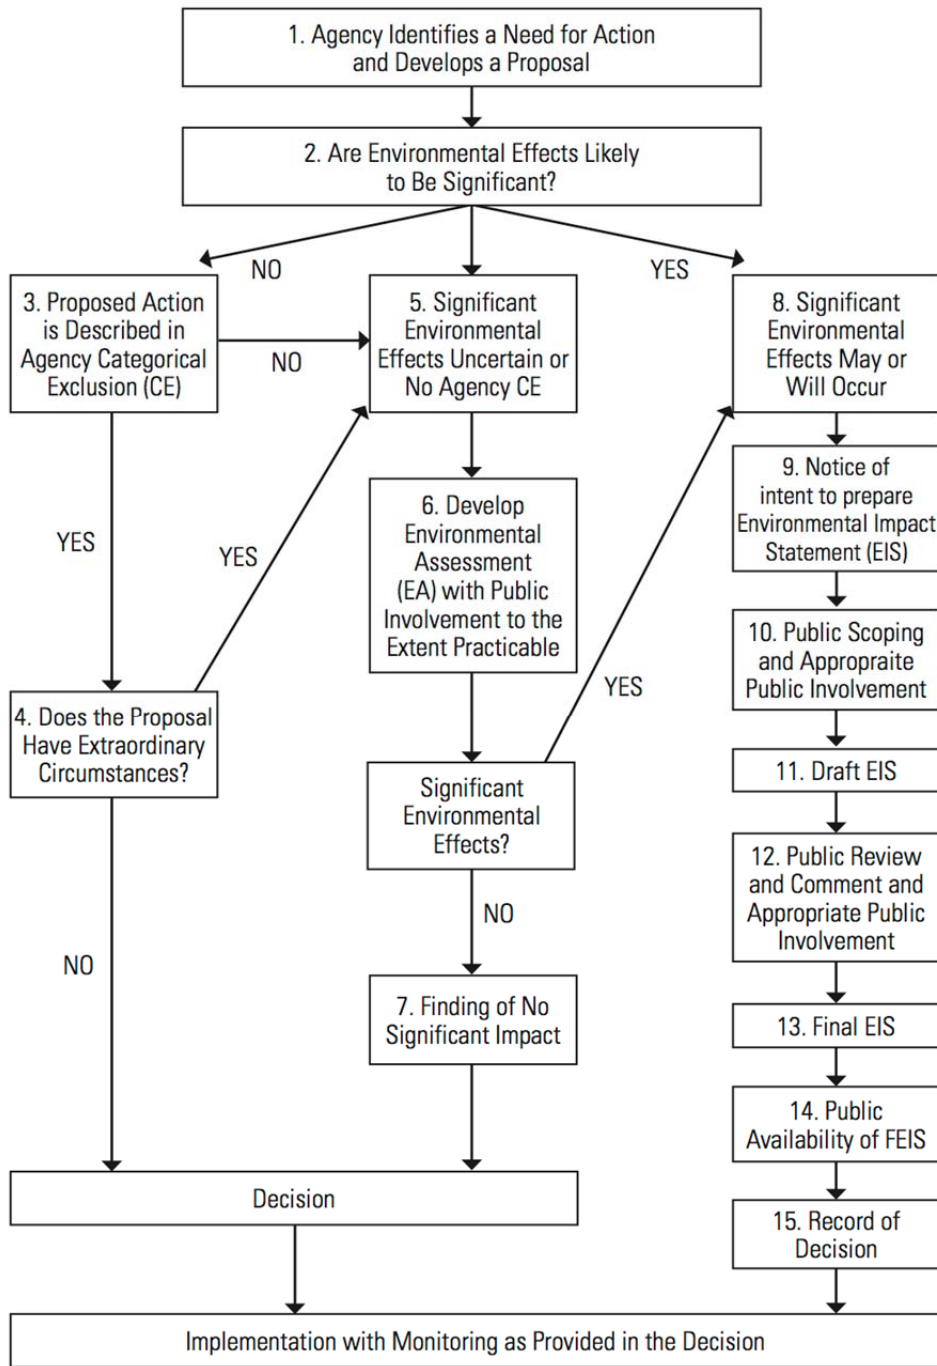 1. Agency Identifies a Need for Action
and Develops a Proposal
2. Are Environmental Effects Likely
to Be Significant?
NO
YES
3. Proposed Action
is Described in
Agency Categorical
Exclusion (CE)
NO
5. Significant
Environmental
Effects Uncertain or
No Agency CE
8. Significant
Environmental
Effects May or
Will Occur
YES
YES
6. Develop
Environmental
Assessment
(EA) with Public
Involvement to the
Extent Practicable
9. Notice of
intent to prepare
Environmental Impact
Statement (EIS)
10. Public Scoping
and Appropraite
Public Involvement
YES
4. Does the Proposal
Have Extraordinary
Circumstances?
Significant
Environmental
Effects?
11. Draft EIS
12. Public Review
and Comment and
Appropriate Public
Involvement
NO
NO
7. Finding of No
Significant Impact
13. Final EIS
14. Public
Availability of FEIS
Decision
15. Record of
Decision
Implementation with Monitoring as Provided in the Decision